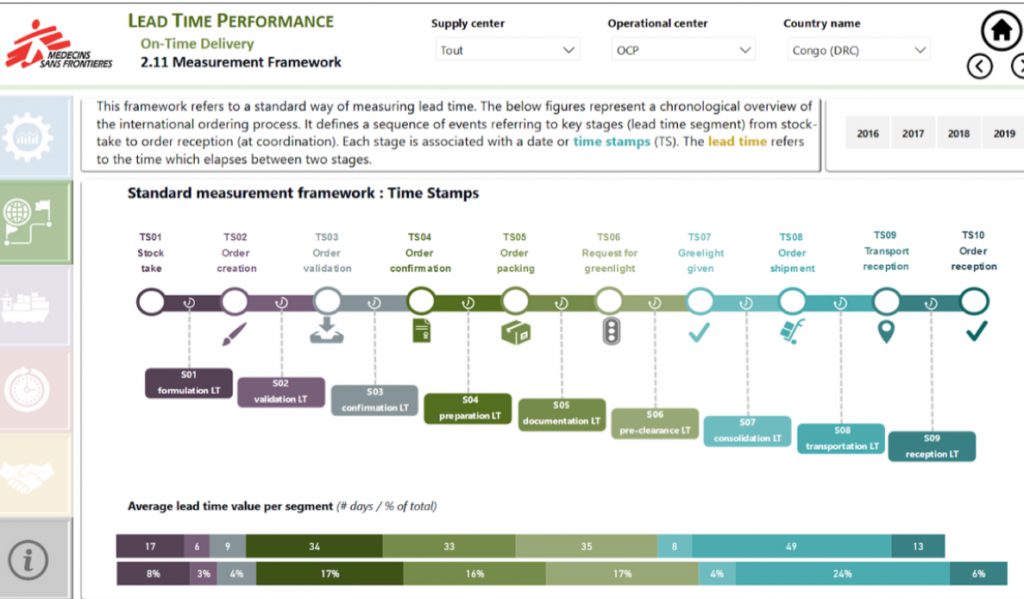 MEDECINS
SANS FRONTIERES
LEAD TIME PERFORMANCE
On-Time Delivery
2.11 Measurement Framework
Supply center
Tout
Operational center
OCP
Country name
Congo (DRC)
This framework refers to a standard way of measuring lead time. The below figures represent a chronological overview of
the international ordering process. It defines a sequence of events referring to key stages (lead time segment) from stock-
take to order reception (at coordination). Each stage is associated with a date or time stamps (TS). The lead time refers
to the time which elapses between two stages.
2016 2017 2018 2019
Standard measurement framework : Time Stamps
TS01
Stock
take
TS02
Order
creation
TS03
Order
validation
TS04
Order
confirmation
TS05
Order
packing
TS06
Request for
greenlight
TS07
Greelight
given
TS08
Order
shipment
TS09
Transport
reception
TS10
Order
reception
S01
formulation LT
S02
validation LT
S03
confirmation LT
S04
preparation LT
S05
documentation LT
S06
pre-clearance LT
S07
consolidation LT
S08
transportation LT
S09
reception LT
Average lead time value per segment (# days / % of total)
17 6 9 34 33 35 8 49 13
8% 3% 4% 17% 16% 17% 4% 24% 6%